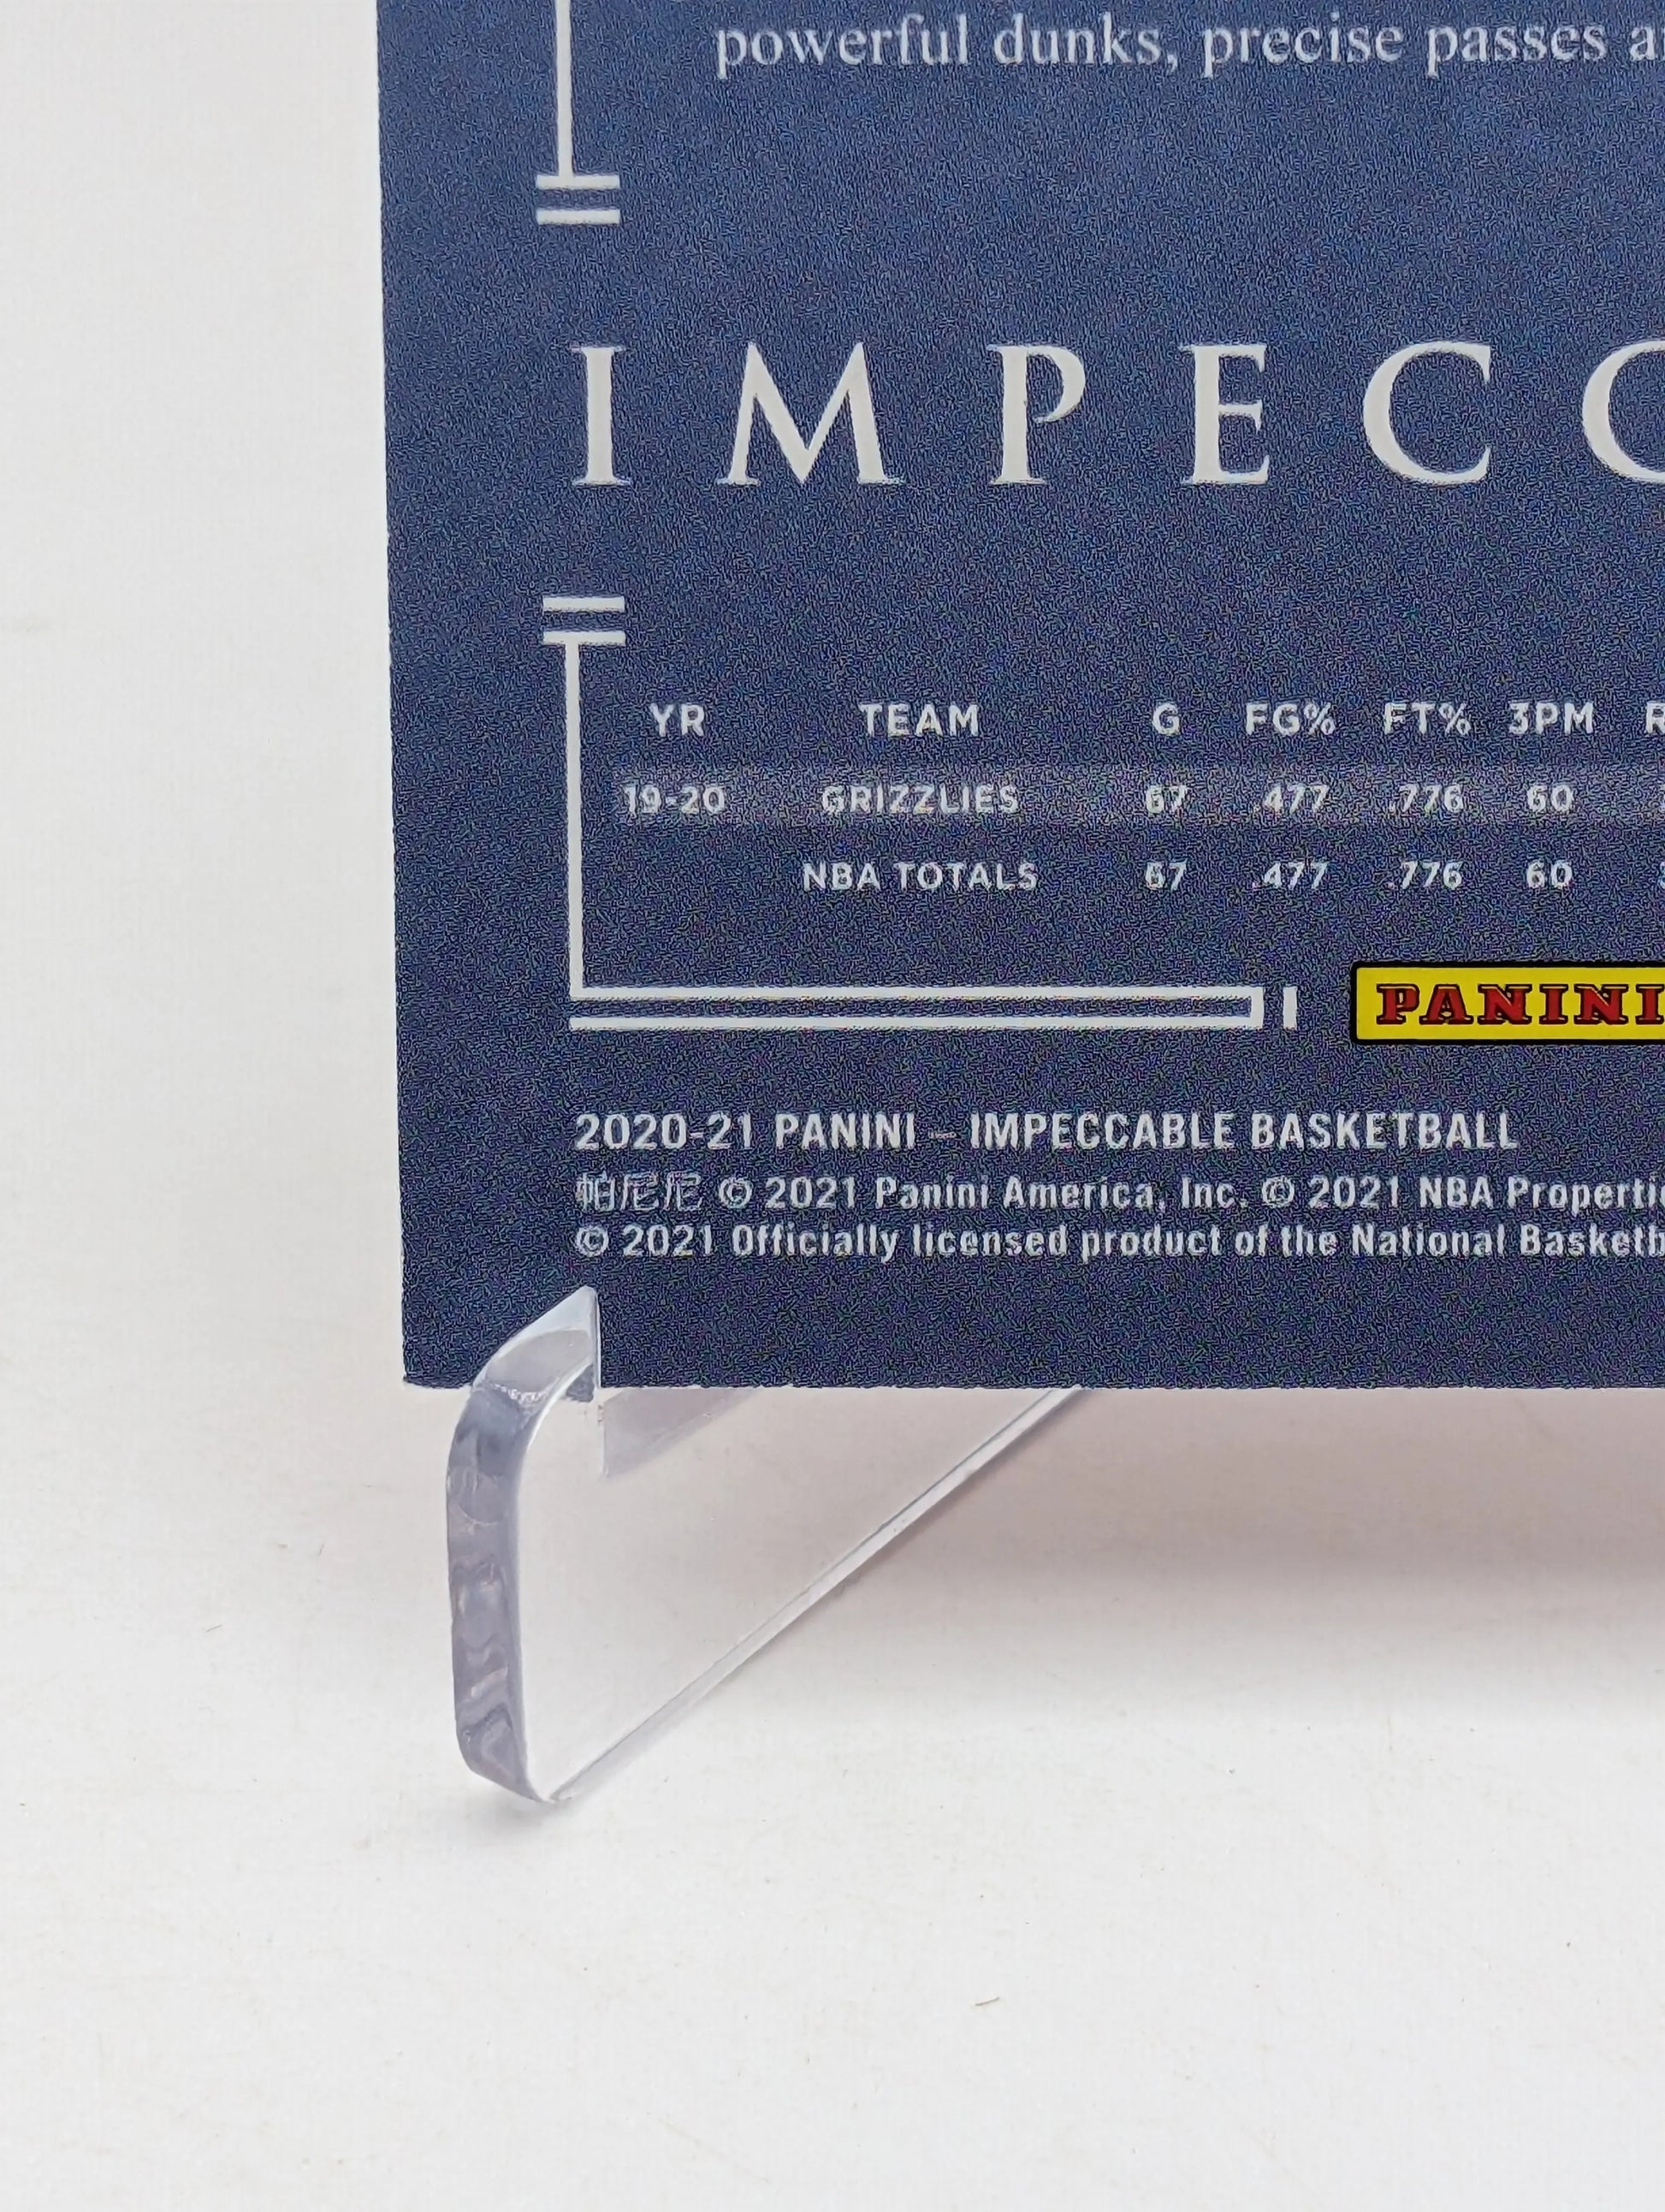 powerful dunks, precise passes a
IMPECC
YR TEAM G FG% FT% 3PM R
19-20 GRIZZLIES 67 .477 .776 60
NBA TOTALS 67 .477 .776 60
PANINI
2020-21 PANINI - IMPECCABLE BASKETBALL
帕尼尼 © 2021 Panini America, Inc. © 2021 NBA Properti
© 2021 Officially licensed product of the National Basketb